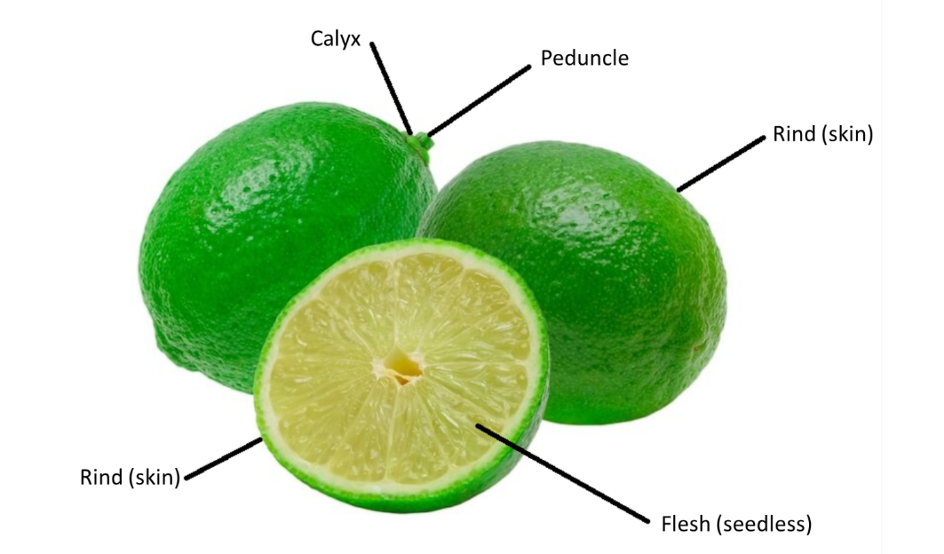 Calyx
Peduncle
Rind (skin)
Rind (skin)
Flesh (seedless)